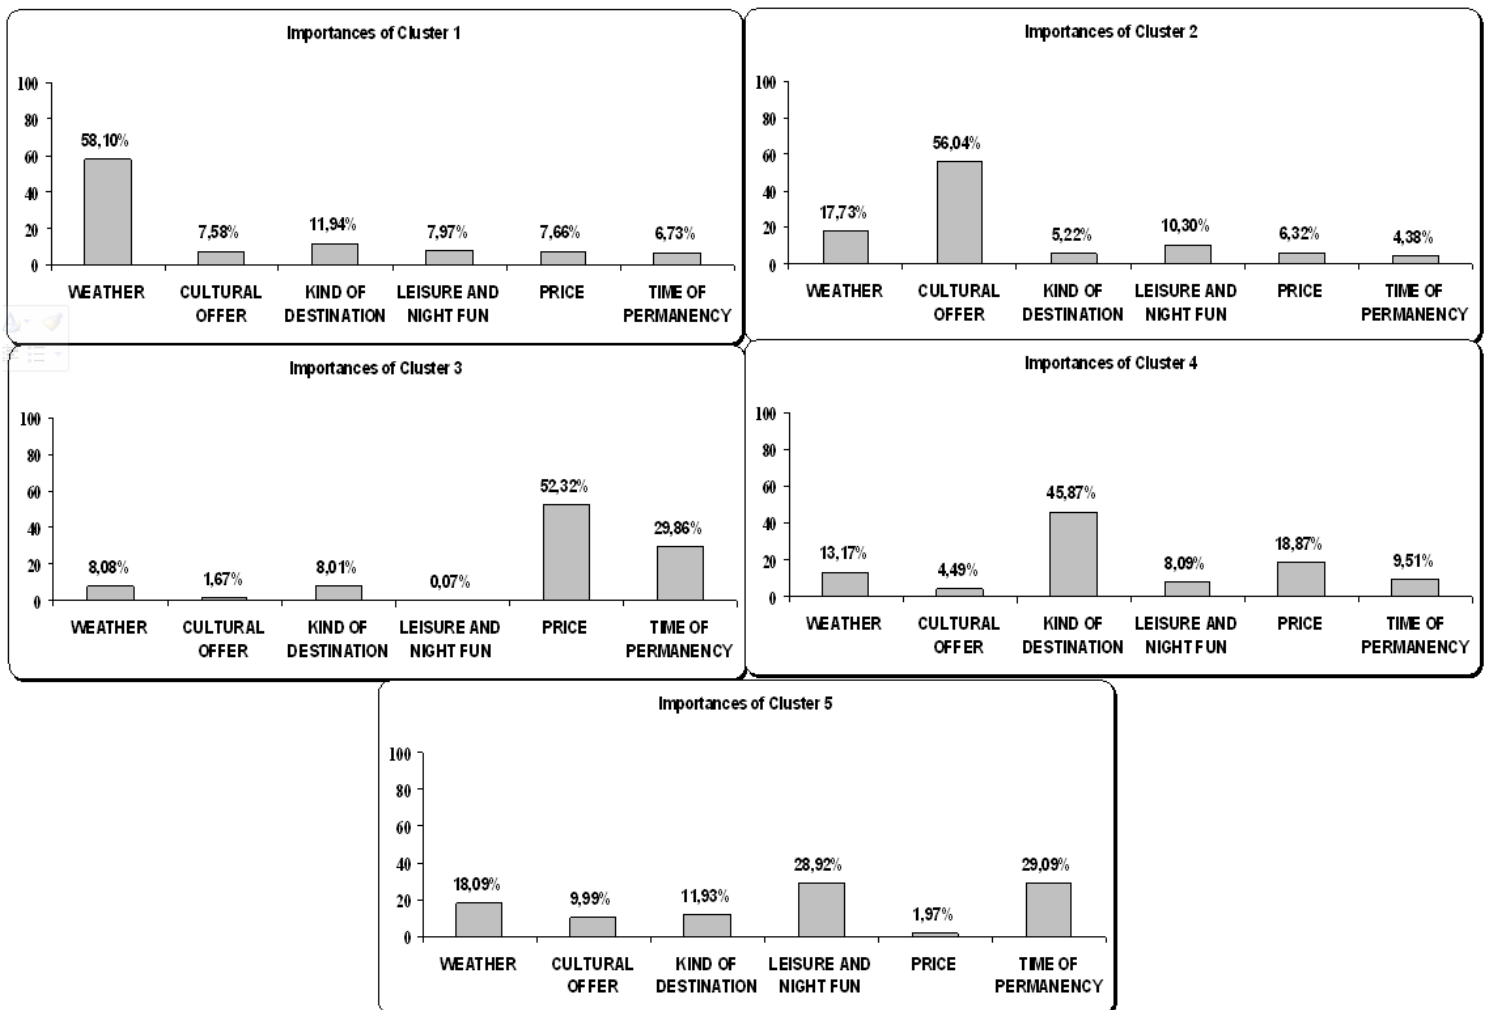 Importances of Cluster 1
100
80
60
40
20
0
58,10%
7,58%
11,94%
7,97%
7,66%
6,73%
WEATHER
CULTURAL
OFFER
KIND OF
DESTINATION
LEISURE AND
NIGHT FUN
PRICE
TIME OF
PERMANENCY
Importances of Cluster 2
100
80
60
40
20
0
17,73%
56,04%
5,22%
10,30%
6,32%
4,38%
WEATHER
CULTURAL
OFFER
KIND OF
DESTINATION
LEISURE AND
NIGHT FUN
PRICE
TIME OF
PERMANENCY
Importances of Cluster 3
100
80
60
40
20
0
8,08%
1,67%
8,01%
0,07%
52,32%
29,86%
WEATHER
CULTURAL
OFFER
KIND OF
DESTINATION
LEISURE AND
NIGHT FUN
PRICE
TIME OF
PERMANENCY
Importances of Cluster 4
100
80
60
40
20
0
13,17%
4,49%
45,87%
8,09%
18,87%
9,51%
WEATHER
CULTURAL
OFFER
KIND OF
DESTINATION
LEISURE AND
NIGHT FUN
PRICE
TIME OF
PERMANENCY
Importances of Cluster 5
100
80
60
40
20
0
18,09%
9,99%
11,93%
28,92%
1,97%
29,09%
WEATHER
CULTURAL
OFFER
KIND OF
DESTINATION
LEISURE AND
NIGHT FUN
PRICE
TIME OF
PERMANENCY